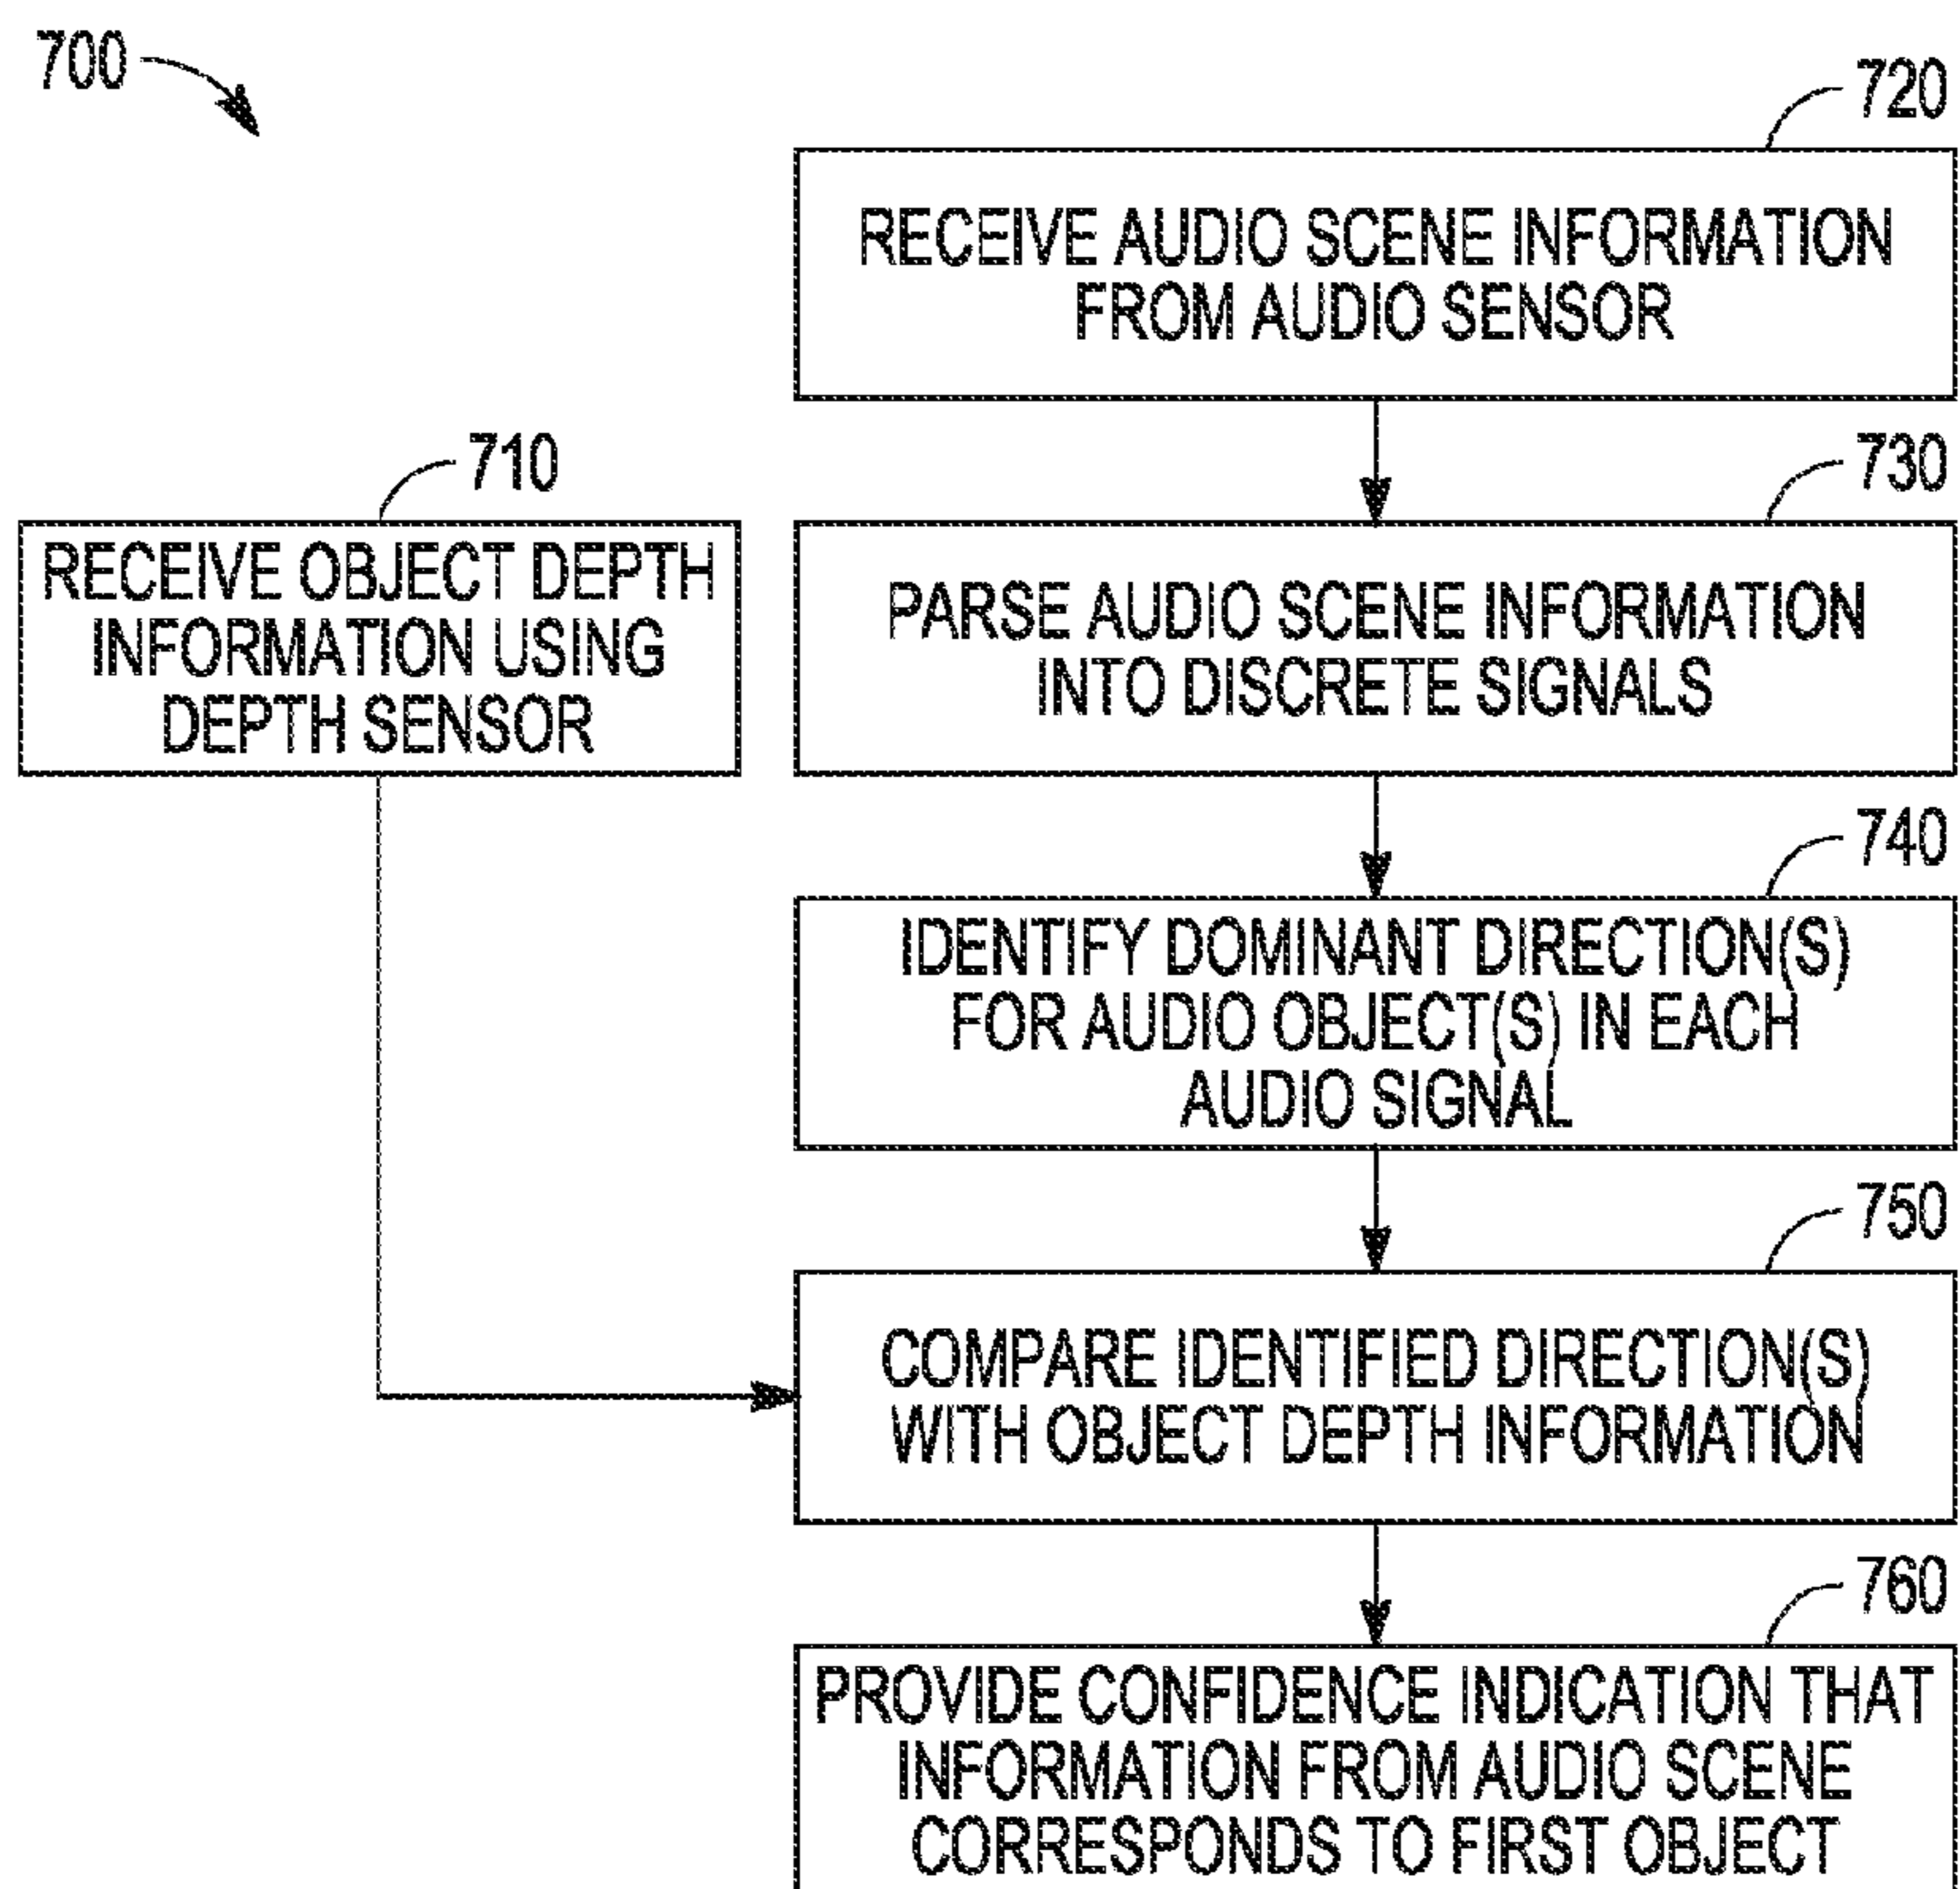 700
720
RECEIVE AUDIO SCENE INFORMATION
FROM AUDIO SENSOR
710
RECEIVE OBJECT DEPTH
INFORMATION USING
DEPTH SENSOR
730
PARSE AUDIO SCENE INFORMATION
INTO DISCRETE SIGNALS
740
IDENTIFY DOMINANT DIRECTION(S)
FOR AUDIO OBJECT(S) IN EACH
AUDIO SIGNAL
750
COMPARE IDENTIFIED DIRECTION(S)
WITH OBJECT DEPTH INFORMATION
760
PROVIDE CONFIDENCE INDICATION THAT
INFORMATION FROM AUDIO SCENE
CORRESPONDS TO FIRST OBJECT